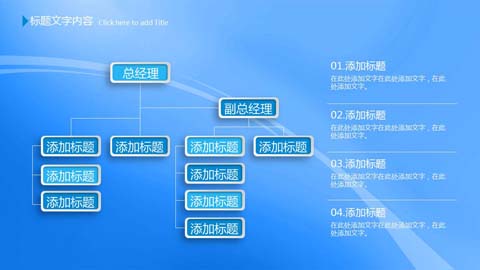 标题文字内容 Click here to add Title
总经理
副总经理
添加标题 添加标题 添加标题 添加标题
添加标题 添加标题
添加标题 添加标题
添加标题
01.添加标题
在此处添加文字在此处添加文字，在此
处添加文字。
02.添加标题
在此处添加文字在此处添加文字，在此
处添加文字。
03.添加标题
在此处添加文字在此处添加文字，在此
处添加文字。
04.添加标题
在此处添加文字在此处添加文字，在此
处添加文字。